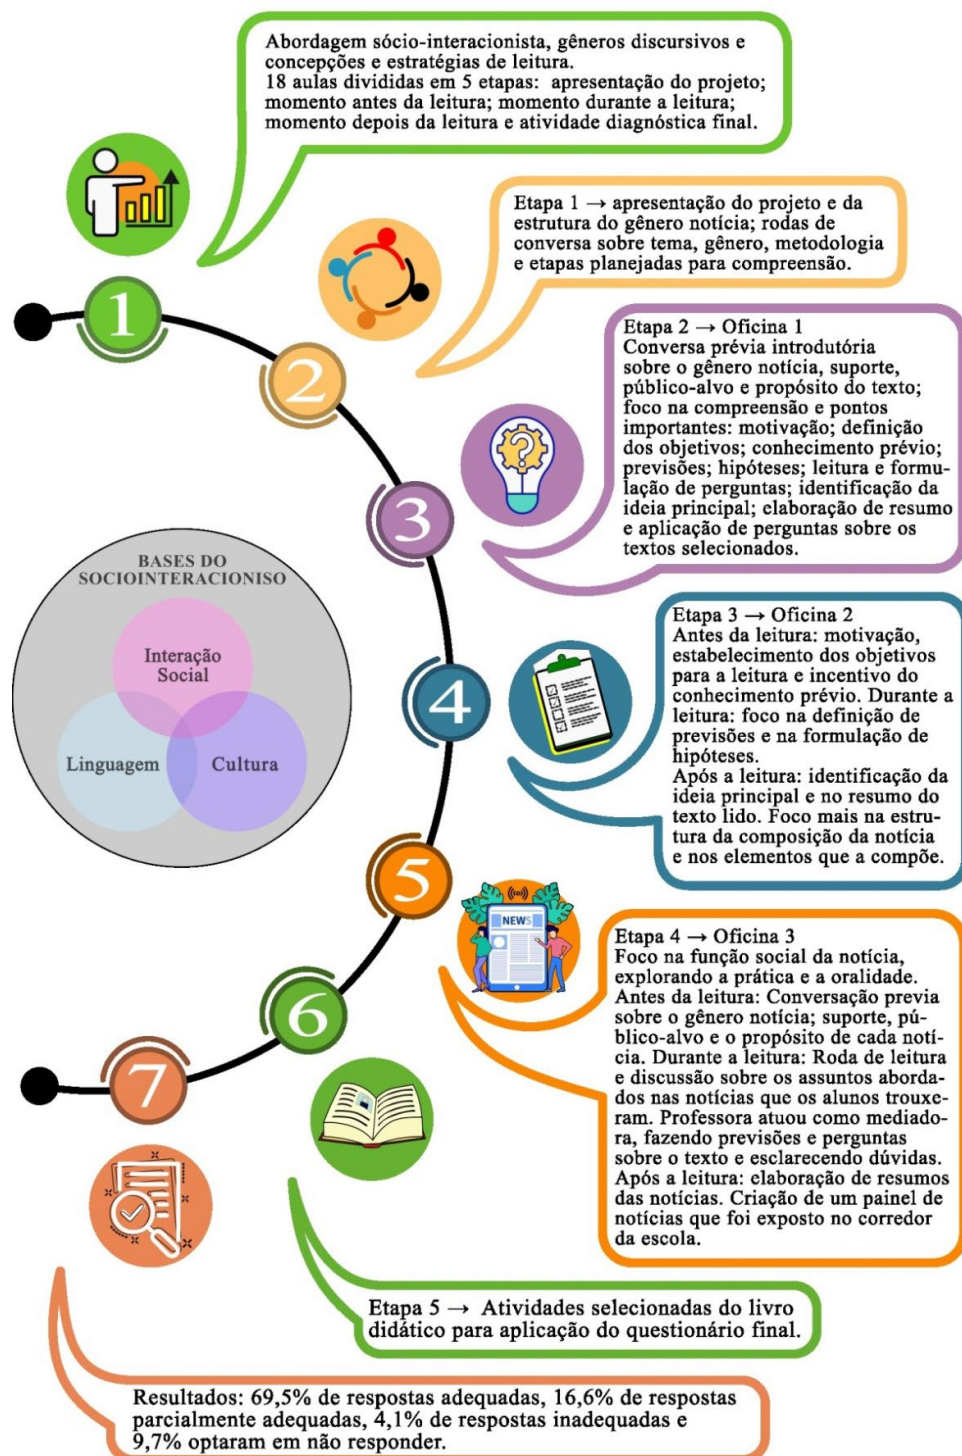 Abordagem sócio-interacionista, gêneros discursivos e
concepções e estratégias de leitura.
18 aulas divididas em 5 etapas: apresentação do projeto;
momento antes da leitura; momento durante a leitura;
momento depois da leitura e atividade diagnóstica final.
1
Etapa 1 → apresentação do projeto e da
estrutura do gênero notícia; rodas de
conversa sobre tema, gênero, metodologia
e etapas planejadas para compreensão.
2
Etapa 2 → Oficina 1
Conversa prévia introdutória
sobre o gênero notícia, suporte,
público-alvo e propósito do texto;
foco na compreensão e pontos
importantes: motivação; definição
dos objetivos; conhecimento prévio;
previsões; hipóteses; leitura e formu-
lação de perguntas; identificação da
ideia principal; elaboração de resumo
e aplicação de perguntas sobre os
textos selecionados.
3
BASES DO
SOCIOINTERACIONISO
Interação
Social
Linguagem
Cultura
Etapa 3 → Oficina 2
Antes da leitura: motivação,
estabelecimento dos objetivos
para a leitura e incentivo do
conhecimento prévio. Durante a
leitura: foco na definição de
previsões e na formulação de
hipóteses.
Após a leitura: identificação da
ideia principal e no resumo do
texto lido. Foco mais na estru-
tura da composição da notícia
e nos elementos que a compõe.
4
5
NEWS
Etapa 4 → Oficina 3
Foco na função social da notícia,
explorando a prática e a oralidade.
Antes da leitura: Conversação previa
sobre o gênero notícia; suporte, pú-
blico-alvo e o propósito de cada notí-
cia. Durante a leitura: Roda de leitura
e discussão sobre os assuntos aborda-
dos nas notícias que os alunos trouxe-
ram. Professora atuou como mediado-
ra, fazendo previsões e perguntas
sobre o texto e esclarecendo dúvidas.
Após a leitura: elaboração de resumos
das notícias. Criação de um painel de
notícias que foi exposto no corredor
da escola.
6
7
Etapa 5 → Atividades selecionadas do livro
didático para aplicação do questionário final.
Resultados: 69,5% de respostas adequadas, 16,6% de respostas
parcialmente adequadas, 4,1% de respostas inadequadas e
9,7% optaram em não responder.